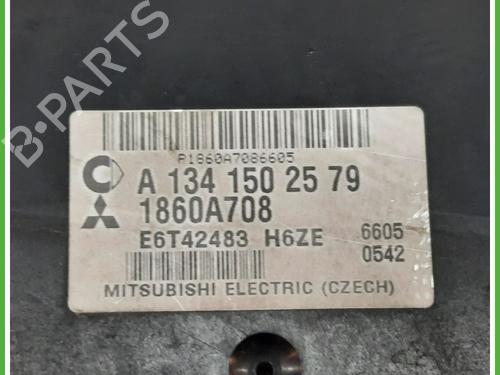 P1860A7086605
A 134 150 25 79
1860A708
E6T42483 H6ZE 6605
0542
MITSUBISHI ELECTRIC (CZECH)
B-PARTS